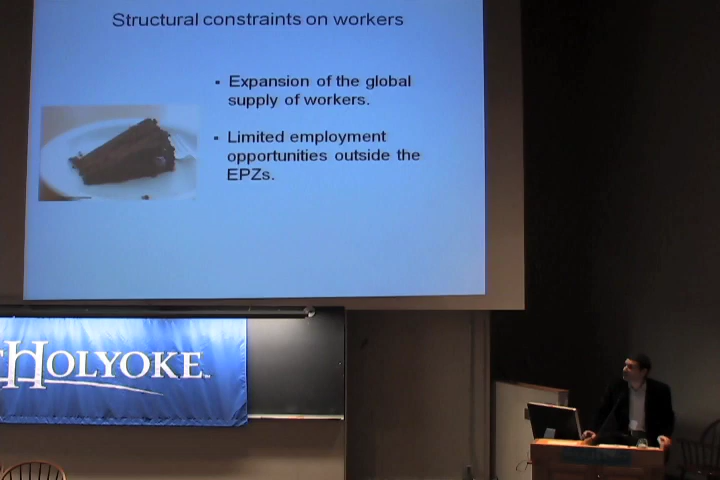 Structural constraints on workers
▪ Expansion of the global
supply of workers.
▪ Limited employment
opportunities outside the
EPZs.
HOLYOKE